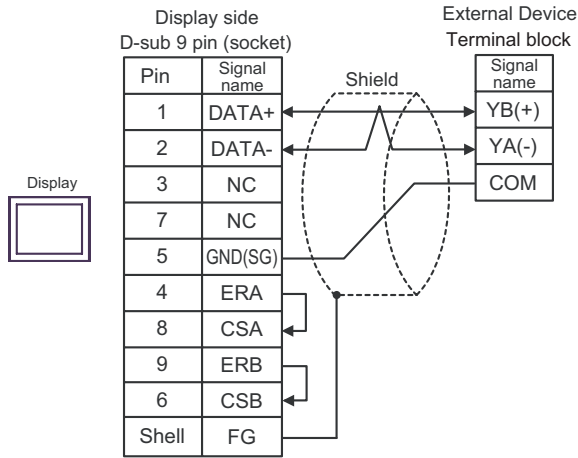 Display side
D-sub 9 pin (socket)
External Device
Terminal block
Pin Signal name
1 DATA+
2 DATA-
3 NC
7 NC
5 GND(SG)
4 ERA
8 CSA
9 ERB
6 CSB
Shell FG
Shield
Signal name
YB(+)
YA(-)
COM
Display